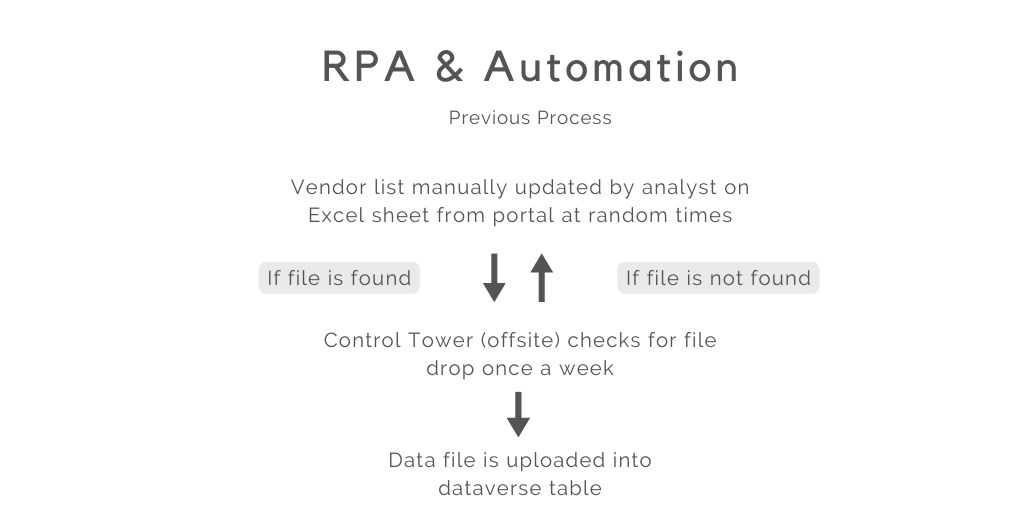 RPA & Automation
Previous Process
Vendor list manually updated by analyst on
Excel sheet from portal at random times
If file is found
If file is not found
Control Tower (offsite) checks for file
drop once a week
Data file is uploaded into
dataverse table